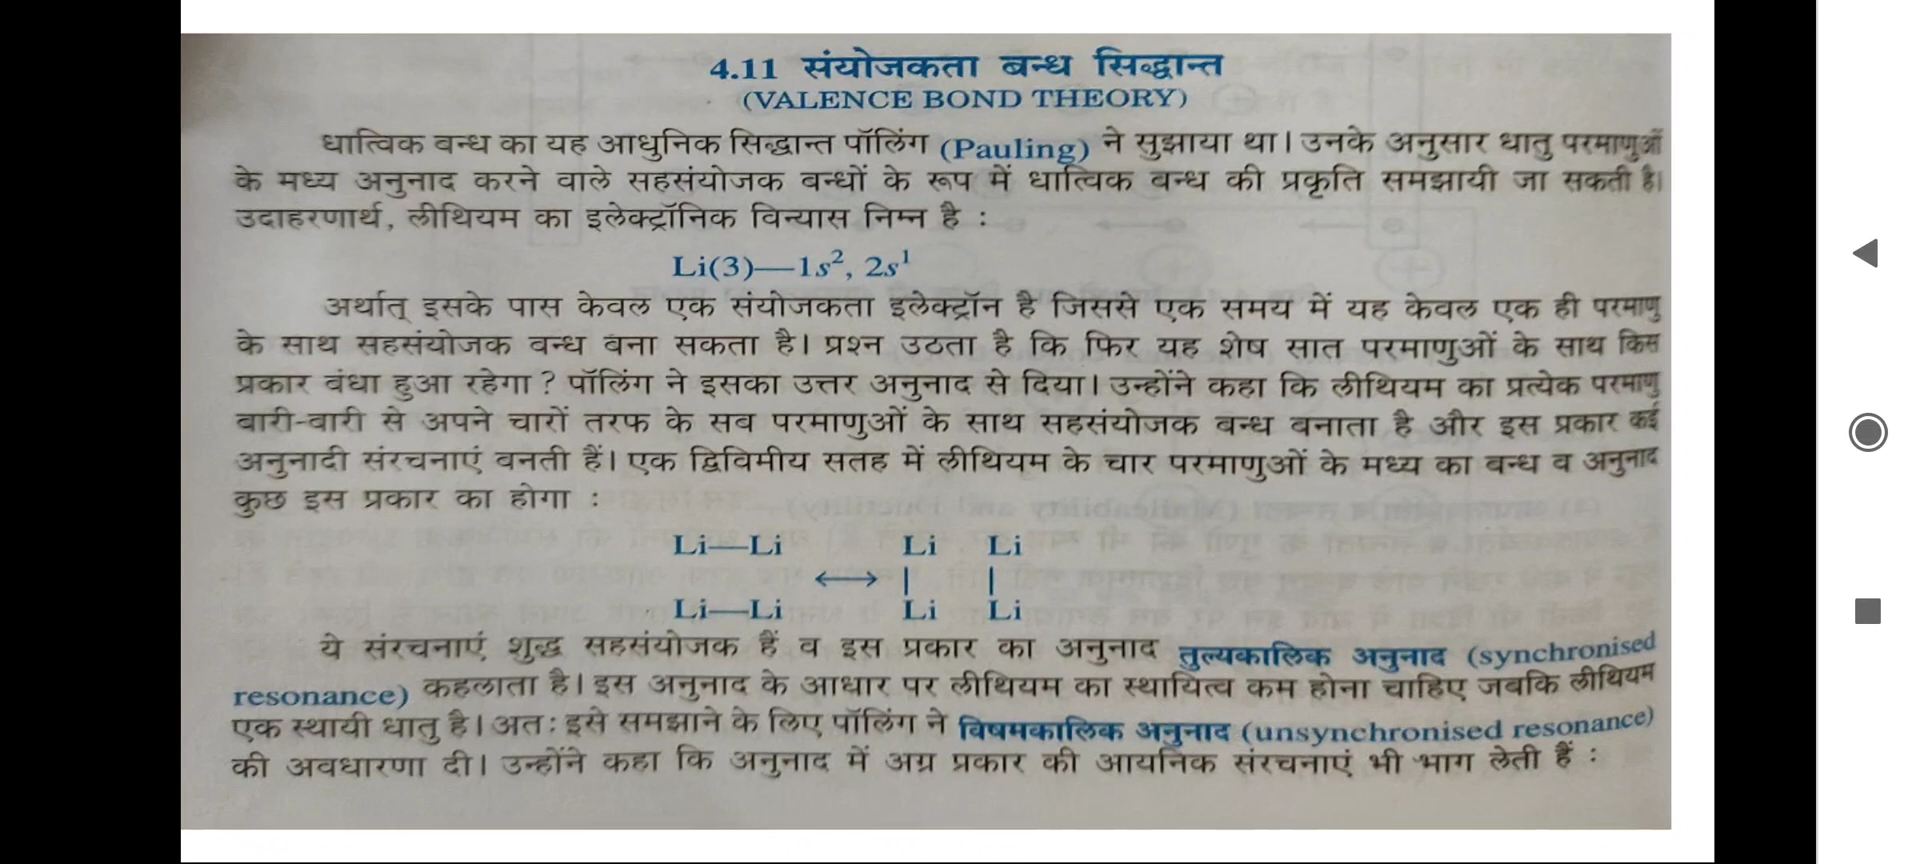 4.11 संयोजकता बन्ध सिद्धान्त
(VALENCE BOND THEORY)
धात्विक बन्ध का यह आधुनिक सिद्धान्त पॉलिंग (Pauling) ने सुझाया था। उनके अनुसार धातु परमाणुओं
के मध्य अनुनाद करने वाले सहसंयोजक बन्धों के रूप में धात्विक बन्ध की प्रकृति समझायी जा सकती है।
उदाहरणार्थ, लीथियम का इलेक्ट्रॉनिक विन्यास निम्न है :
Li(3)—1s², 2s¹
अर्थात् इसके पास केवल एक संयोजकता इलेक्ट्रॉन है जिससे एक समय में यह केवल एक ही परमाणु
के साथ सहसंयोजक बन्ध बना सकता है। प्रश्न उठता है कि फिर यह शेष सात परमाणुओं के साथ किस
प्रकार बंधा हुआ रहेगा ? पॉलिंग ने इसका उत्तर अनुनाद से दिया। उन्होंने कहा कि लीथियम का प्रत्येक परमाणु
बारी-बारी से अपने चारों तरफ के सब परमाणुओं के साथ सहसंयोजक बन्ध बनाता है और इस प्रकार कई
अनुनादी संरचनाएं बनती हैं। एक द्विविमीय सतह में लीथियम के चार परमाणुओं के मध्य का बन्ध व अनुनाद
कुछ इस प्रकार का होगा :
Li—Li Li Li
⟷ | |
Li—Li Li Li
ये संरचनाएं शुद्ध सहसंयोजक हैं व इस प्रकार का अनुनाद तुल्यकालिक अनुनाद (synchronised
resonance) कहलाता है। इस अनुनाद के आधार पर लीथियम का स्थायित्व कम होना चाहिए जबकि लीथियम
एक स्थायी धातु है। अतः इसे समझाने के लिए पॉलिंग ने विषमकालिक अनुनाद (unsynchronised resonance)
की अवधारणा दी। उन्होंने कहा कि अनुनाद में अग्र प्रकार की आयनिक संरचनाएं भी भाग लेती हैं :